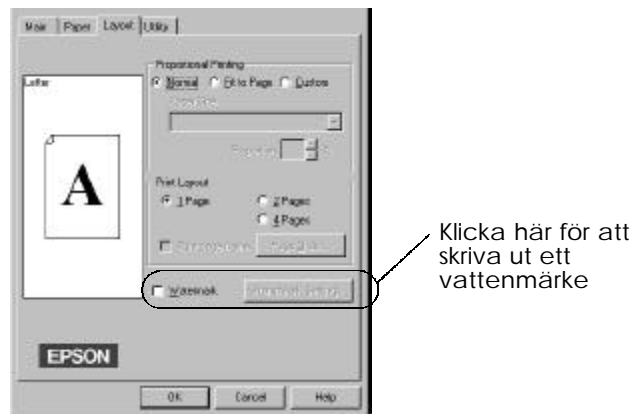 Main Paper Layout Utility
Proportional Printing
Letter
Normal Fit to Page Custom
A
Print Layout
1 Page 2 Pages
4 Pages
Klicka här för att
skriva ut ett
vattenmärke
Watermark
EPSON
OK Cancel Help